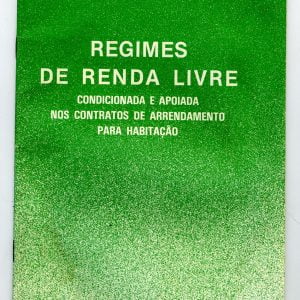 REGIMES
DE RENDA LIVRE
CONDICIONADA E APOIADA
NOS CONTRATOS DE ARRENDAMENTO
PARA HABITAÇÃO